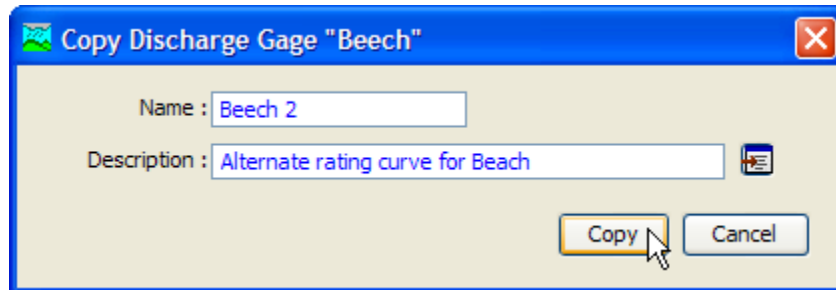 Copy Discharge Gage "Beech"
Name : Beech 2
Description : Alternate rating curve for Beach
Copy Cancel